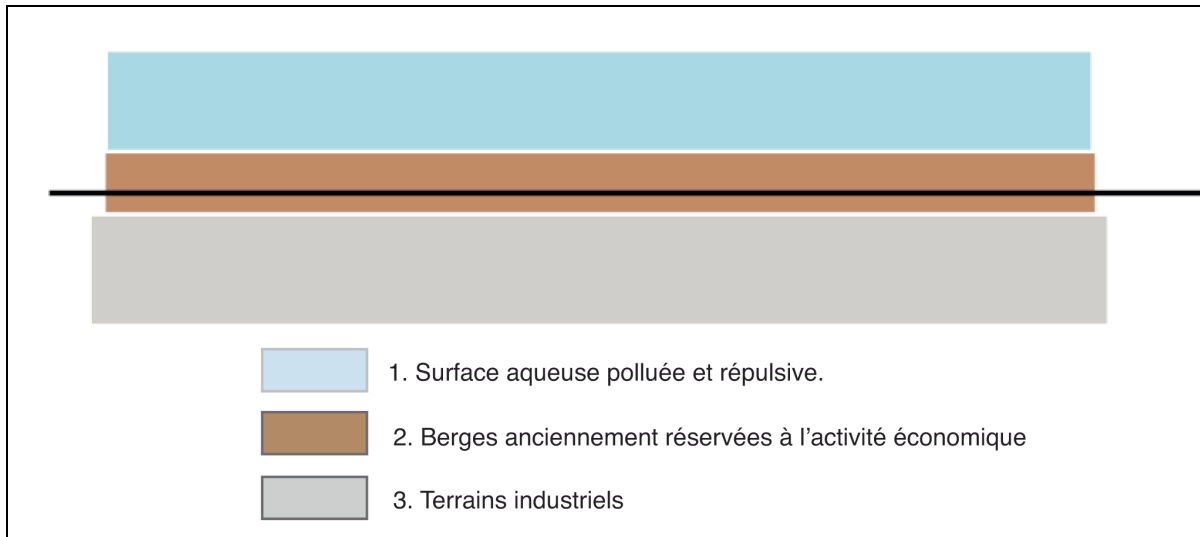 1. Surface aqueuse polluée et répulsive.
2. Berges anciennement réservées à l'activité économique
3. Terrains industriels